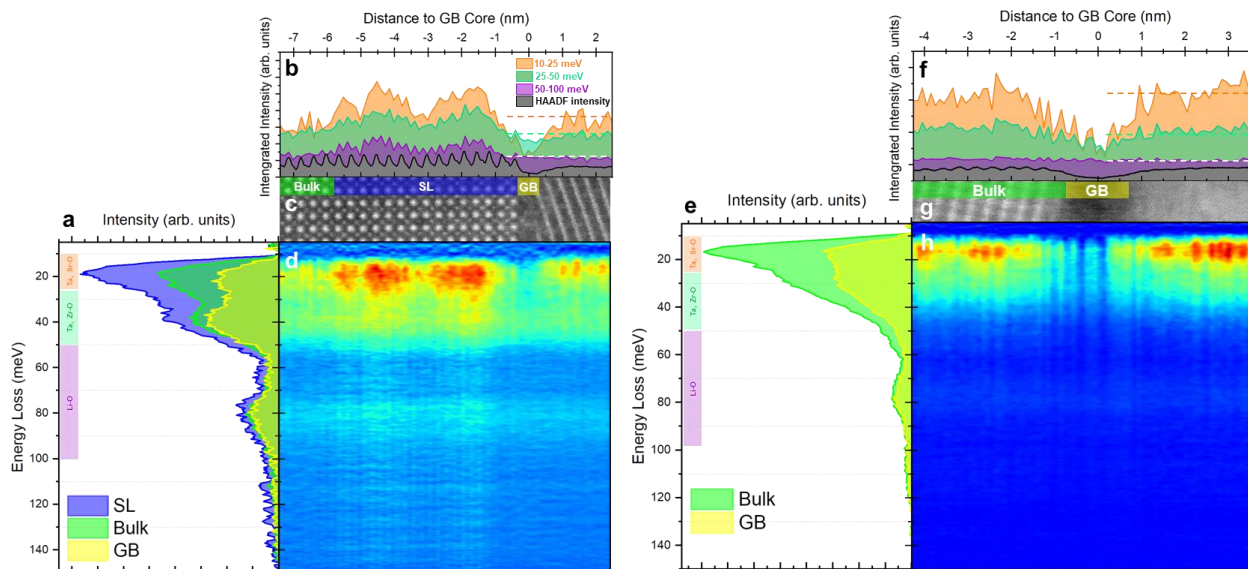 Distance to GB Core (nm)
-7 -6 -5 -4 -3 -2 -1 0 1 2
Intengrated Intensity (arb. units)
b
10-25 meV
25-50 meV
50-100 meV
HAADF intensity
Bulk SL GB
c
a
Intensity (arb. units)
d
Energy Loss (meV)
20
40
60
80
100
120
140
Ta, Sr-O
Ta, Zr-O
Li-O
SL
Bulk
GB
Distance to GB Core (nm)
-4 -3 -2 -1 0 1 2 3
Integrated Intensity (arb. units)
f
Bulk GB
g
e
Intensity (arb. units)
h
Energy Loss (meV)
20
40
60
80
100
120
140
Ta, Sr-O
Ta, Zr-O
Li-O
Bulk
GB